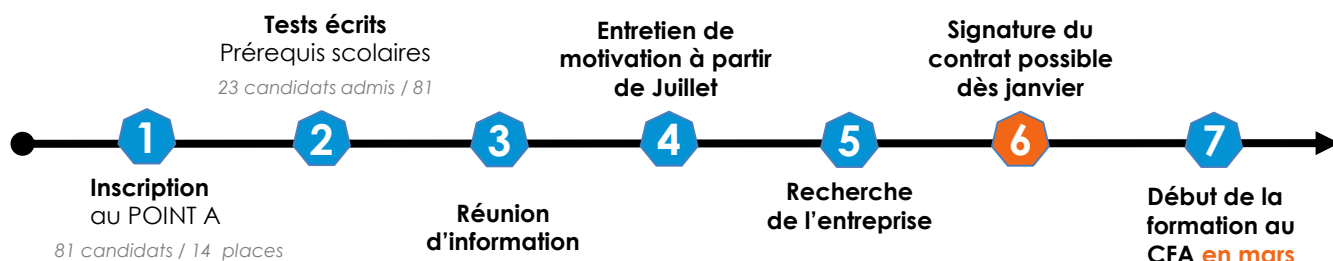 Tests écrits
Prérequis scolaires
23 candidats admis / 81
Entretien de
motivation à partir
de Juillet
Signature du
contrat possible
dès janvier
1
2
3
4
5
6
7
Inscription
au POINT A
81 candidats / 14 places
Réunion
d'information
Recherche
de l'entreprise
Début de la
formation au
CFA en mars